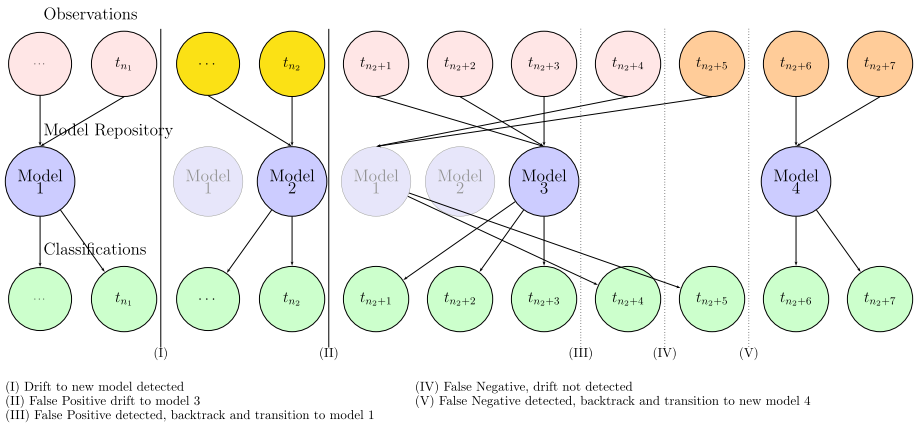 Observations
... t_{n_1} ... t_{n_2} t_{n_2+1} t_{n_2+2} t_{n_2+3} t_{n_2+4} t_{n_2+5} t_{n_2+6} t_{n_2+7}
Model Repository
Model 1
Model 1
Model 2
Model 1
Model 2
Model 3
Model 4
Classifications
... t_{n_1} ... t_{n_2} t_{n_2+1} t_{n_2+2} t_{n_2+3} t_{n_2+4} t_{n_2+5} t_{n_2+6} t_{n_2+7}
(I) (II) (III) (IV) (V)
(I) Drift to new model detected
(II) False Positive drift to model 3
(III) False Positive detected, backtrack and transition to model 1
(IV) False Negative, drift not detected
(V) False Negative detected, backtrack and transition to new model 4